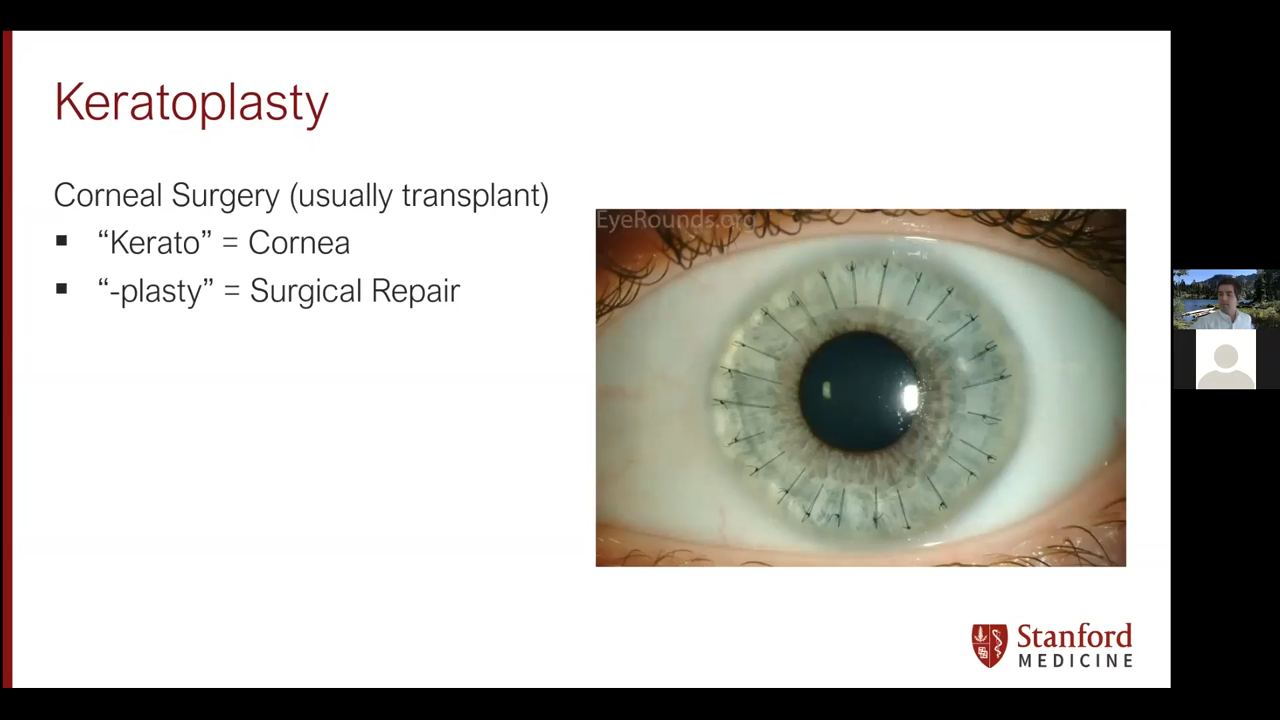 Keratoplasty
Corneal Surgery (usually transplant)
▪ “Kerato” = Cornea
▪ “-plasty” = Surgical Repair
EyeRounds.org
Stanford
MEDICINE